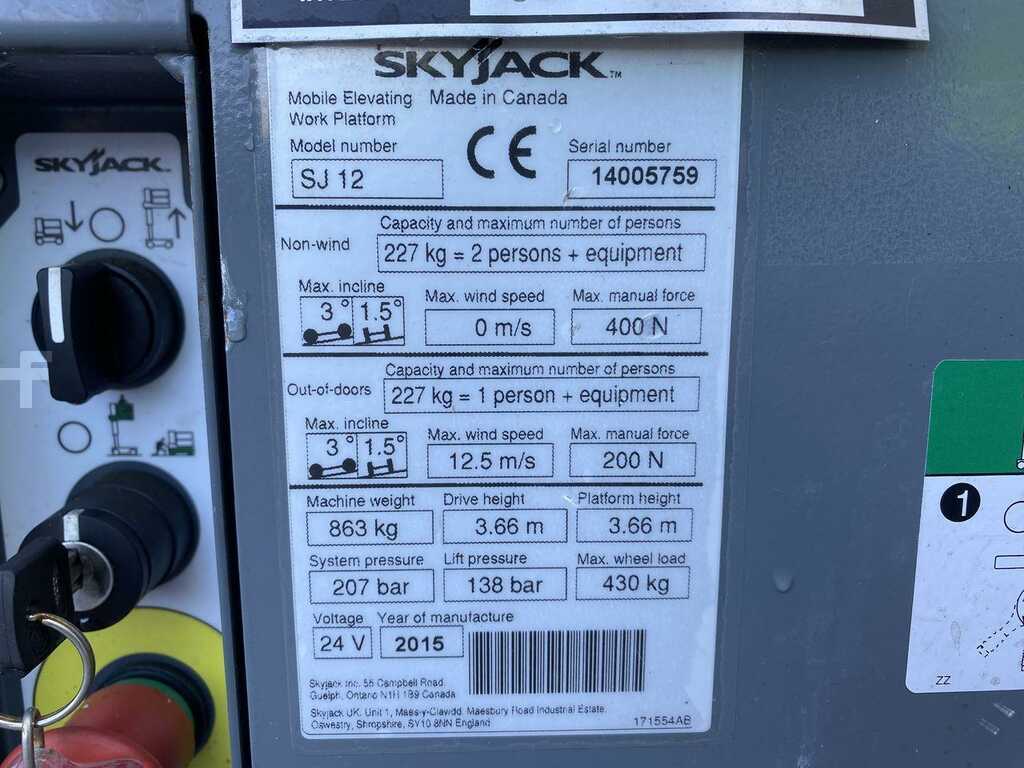 SKYJACK™
Mobile Elevating Made in Canada
Work Platform
Model number
SJ 12
CE
Serial number
14005759
Capacity and maximum number of persons
Non-wind
227 kg = 2 persons + equipment
Max. incline Max. wind speed Max. manual force
3° 1.5° 0 m/s 400 N
Capacity and maximum number of persons
Out-of-doors
227 kg = 1 person + equipment
Max. incline Max. wind speed Max. manual force
3° 1.5° 12.5 m/s 200 N
Machine weight Drive height Platform height
863 kg 3.66 m 3.66 m
System pressure Lift pressure Max. wheel load
207 bar 138 bar 430 kg
Voltage Year of manufacture
24 V 2015
Skyjack Inc. 55 Campbell Road,
Guelph, Ontario N1H 1B9 Canada
Skyjack UK. Unit 1, Maes-y-Clawdd, Maesbury Road Industrial Estate,
Oswestry, Shropshire, SY10 8NN England
171554AB
SKYJACK
1
ZZ